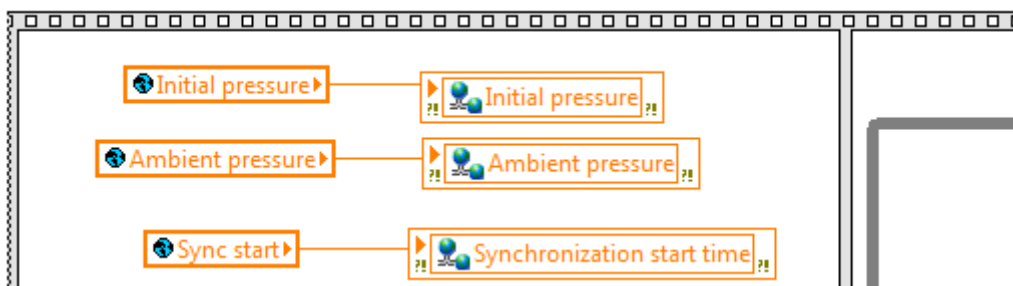 Initial pressure
Initial pressure
?!
?!
Ambient pressure
Ambient pressure
?!
?!
Sync start
Synchronization start time
?!
?!